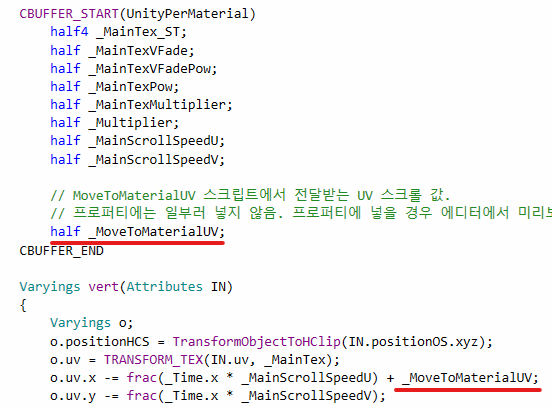 CBUFFER_START(UnityPerMaterial)
half4 _MainTex_ST;
half _MainTexVFade;
half _MainTexVFadePow;
half _MainTexPow;
half _MainTexMultiplier;
half _Multiplier;
half _MainScrollSpeedU;
half _MainScrollSpeedV;
// MoveToMaterialUV 스크립트에서 전달받는 UV 스크롤 값.
// 프로퍼티에는 일부러 넣지 않음. 프로퍼티에 넣을 경우 에디터에서
half _MoveToMaterialUV;
CBUFFER_END
Varyings vert(Attributes IN)
{
Varyings o;
o.positionHCS = TransformObjectToHClip(IN.positionOS.xyz);
o.uv = TRANSFORM_TEX(IN.uv, _MainTex);
o.uv.x -= frac(_Time.x * _MainScrollSpeedU) + _MoveToMaterialUV;
o.uv.y -= frac(_Time.x * _MainScrollSpeedV);